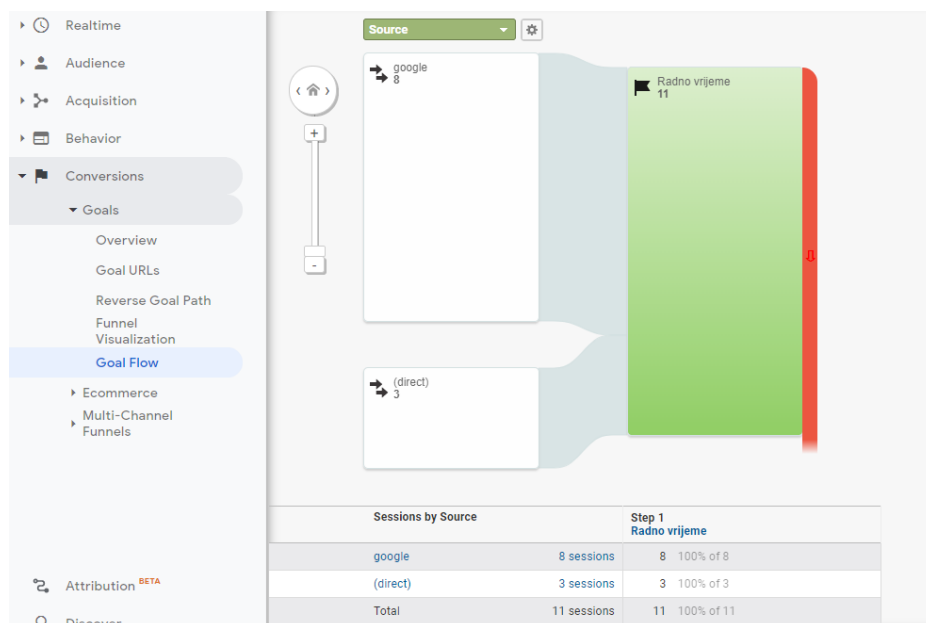 Realtime
Audience
Acquisition
Behavior
Conversions
Goals
Overview
Goal URLs
Reverse Goal Path
Funnel
Visualization
Goal Flow
Ecommerce
Multi-Channel
Funnels
Attribution BETA
Discover
Source
google
8
(direct)
3
Radno vrijeme
11
+
-
Sessions by Source
Step 1
Radno vrijeme
google 8 sessions 8 100% of 8
(direct) 3 sessions 3 100% of 3
Total 11 sessions 11 100% of 11